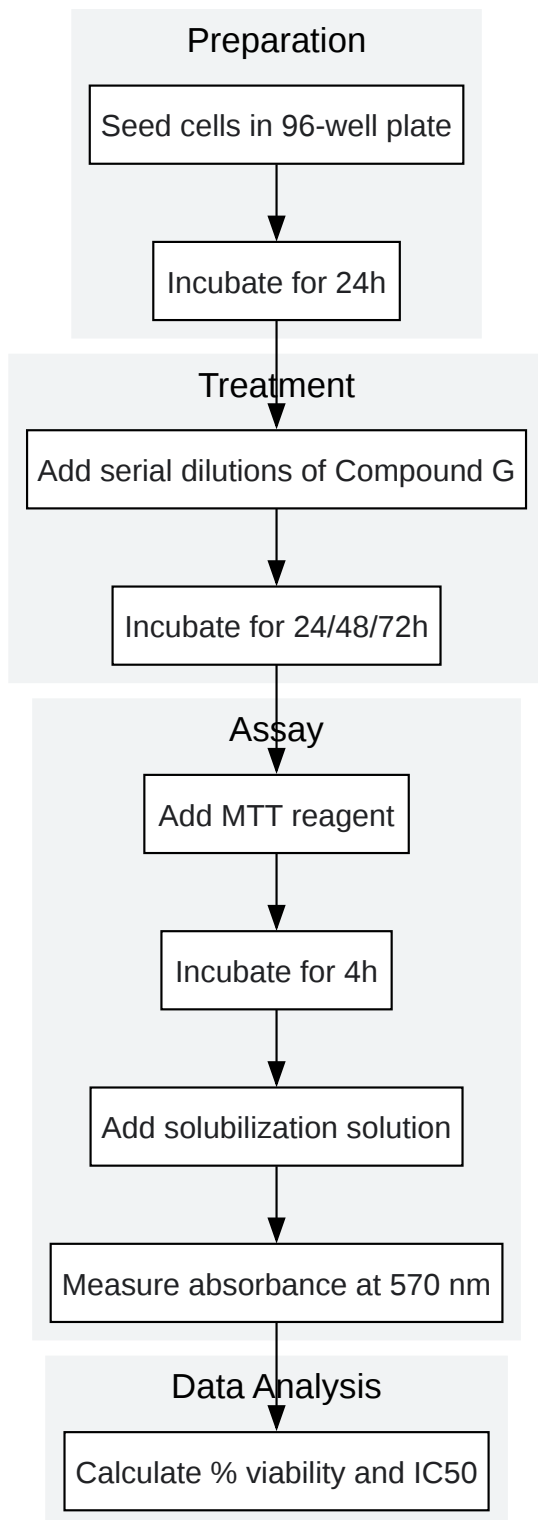 Preparation
Seed cells in 96-well plate
Incubate for 24h
Treatment
Add serial dilutions of Compound G
Incubate for 24/48/72h
Assay
Add MTT reagent
Incubate for 4h
Add solubilization solution
Measure absorbance at 570 nm
Data Analysis
Calculate % viability and IC50